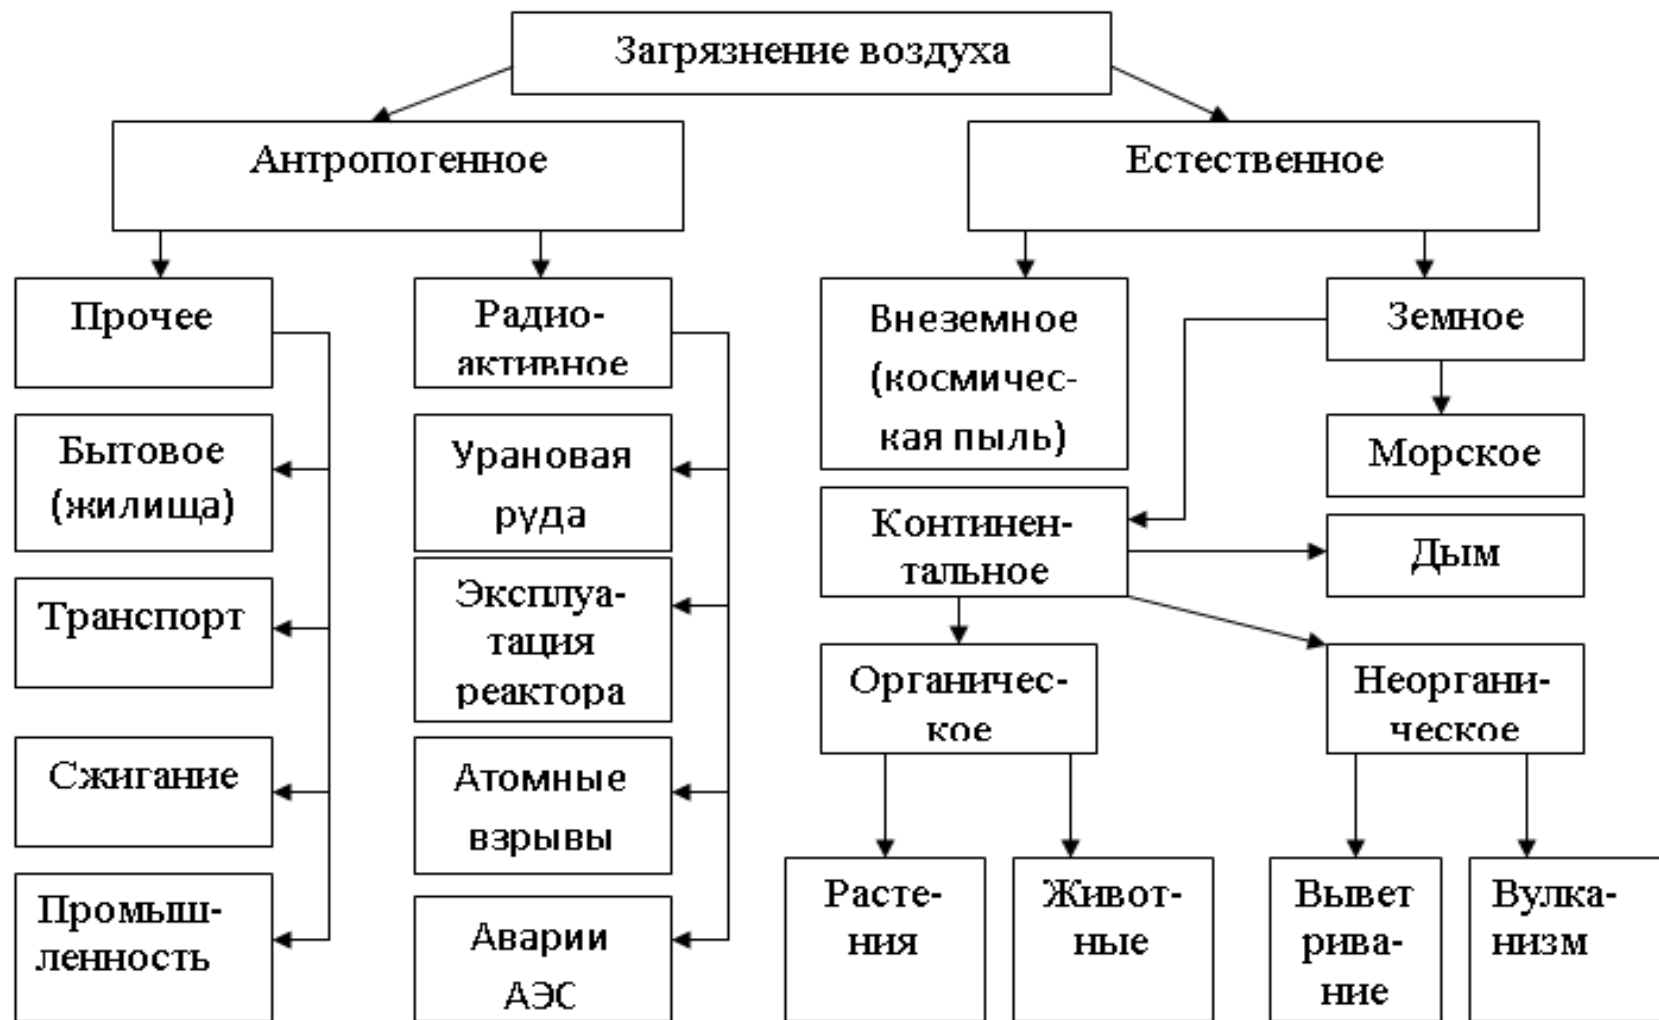 Загрязнение воздуха
Антропогенное
Естественное
Прочее
Радио-
активное
Внеземное
(космичес-
кая пыль)
Земное
Бытовое
(жилища)
Урановая
руда
Морское
Континен-
тальное
Дым
Транспорт
Эксплуа-
тация
реактора
Органичес-
кое
Неоргани-
ческое
Сжигание
Атомные
взрывы
Промыш-
ленность
Аварии
АЭС
Расте-
ния
Живот-
ные
Вывет
рива-
ние
Вулка-
низм